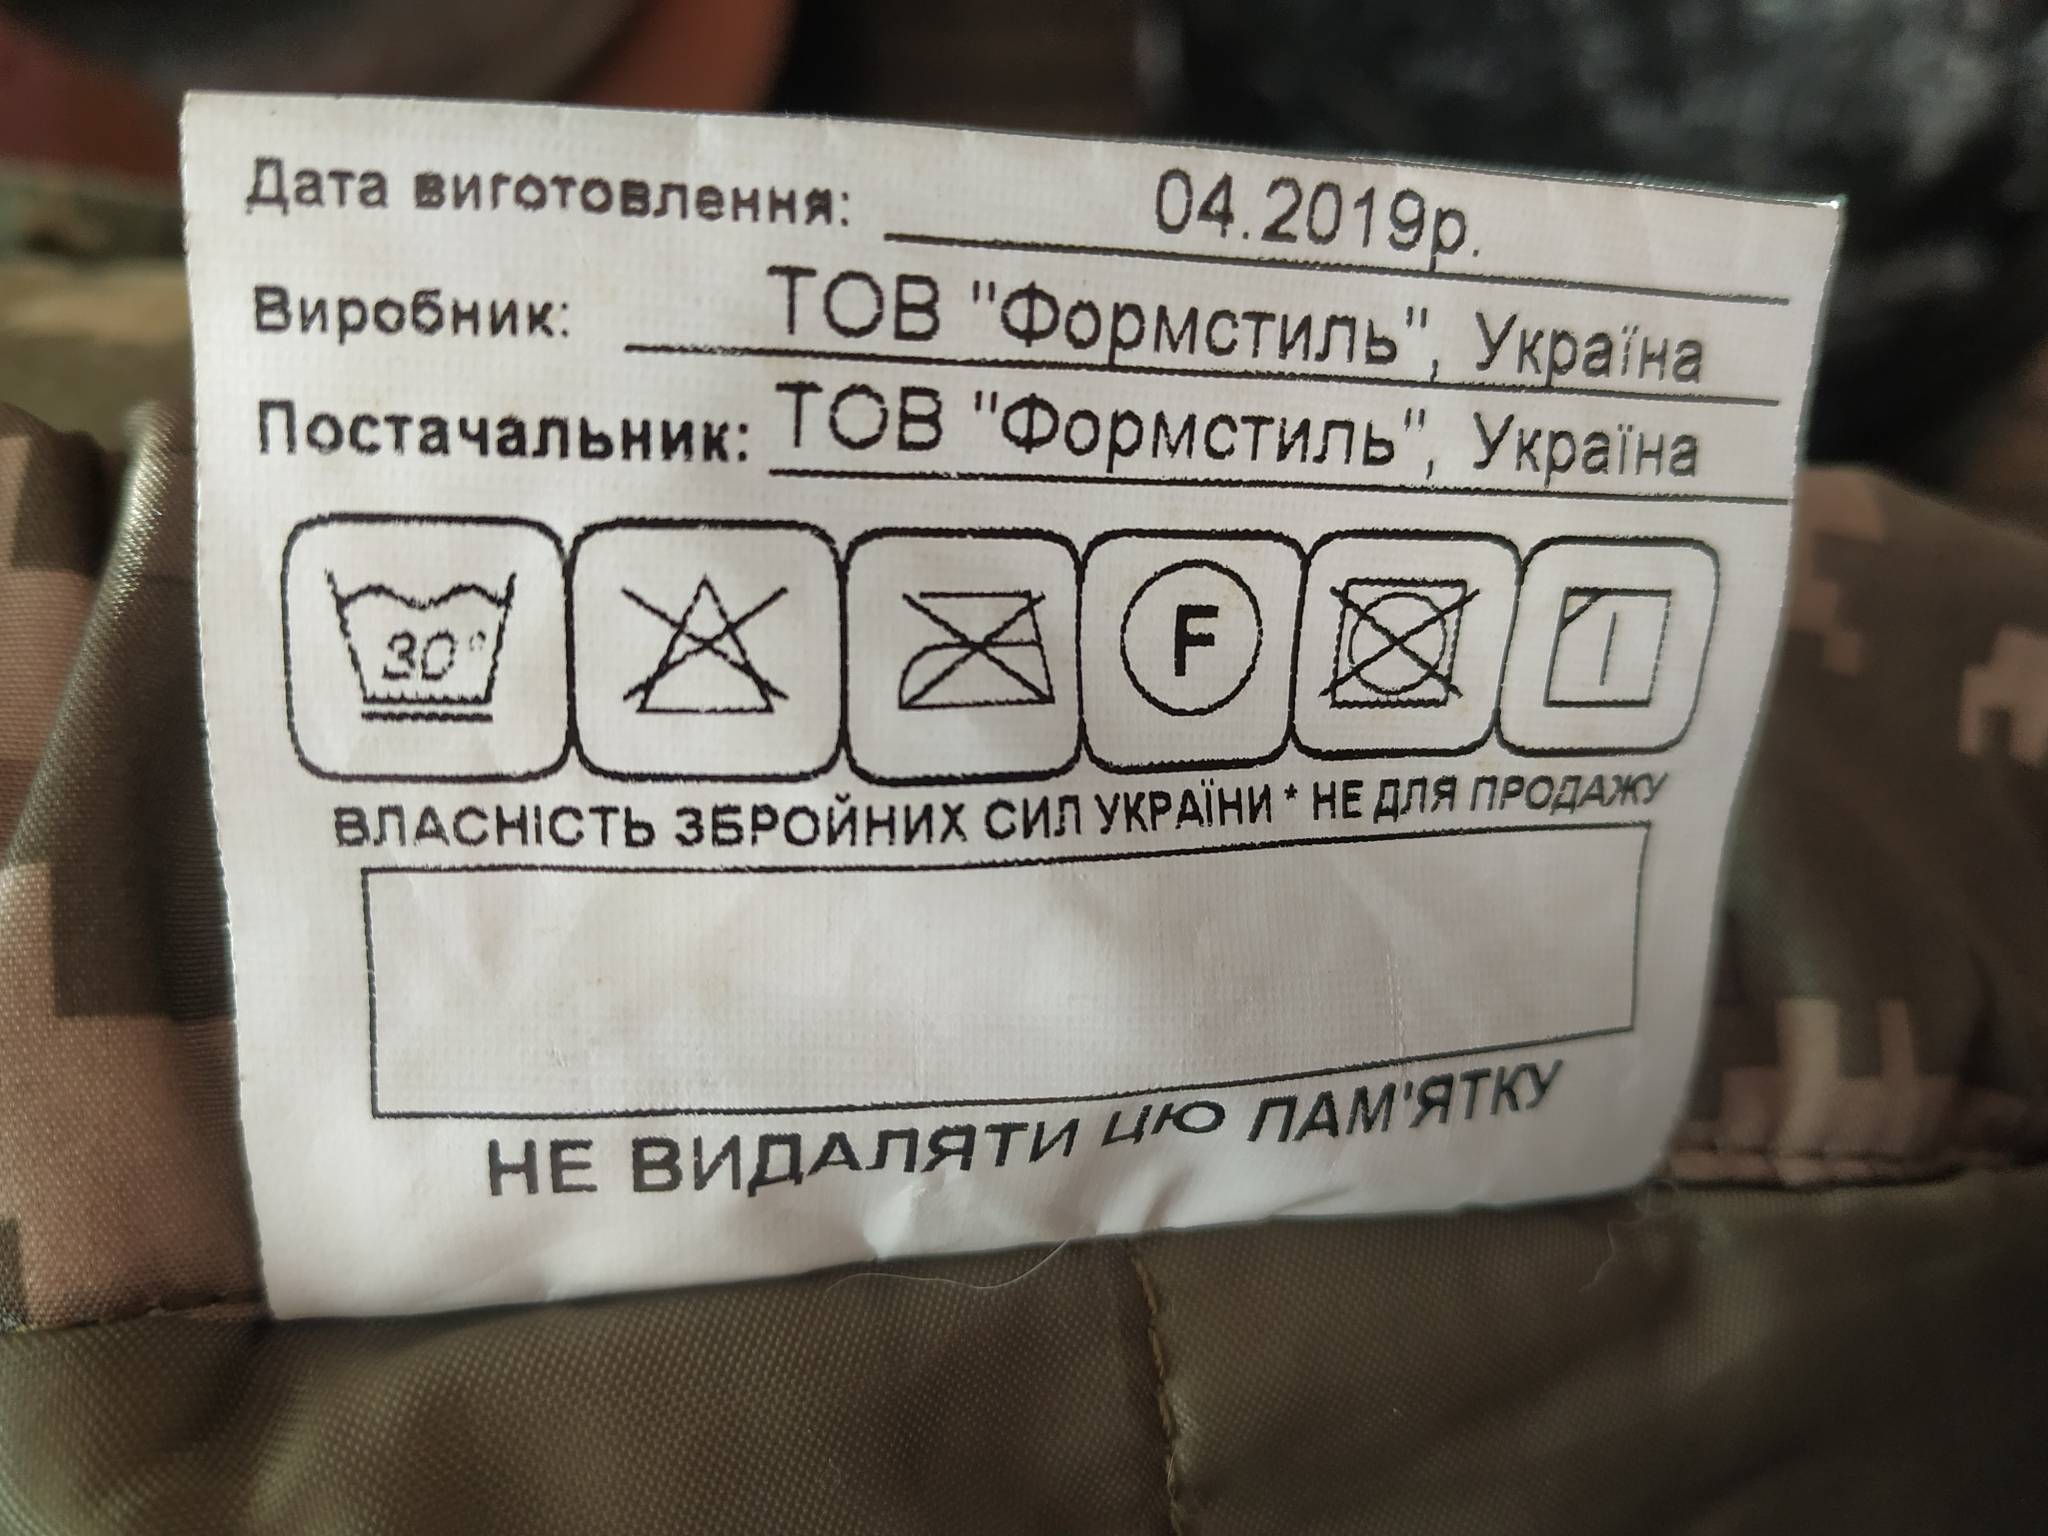 Дата виготовлення: 04.2019р.
Виробник: ТОВ "Формстиль", Україна
Постачальник: ТОВ "Формстиль", Україна
30° F
ВЛАСНІСТЬ ЗБРОЙНИХ СИЛ УКРАЇНИ * НЕ ДЛЯ ПРОДАЖУ
НЕ ВИДАЛЯТИ ЦЮ ПАМ'ЯТКУ